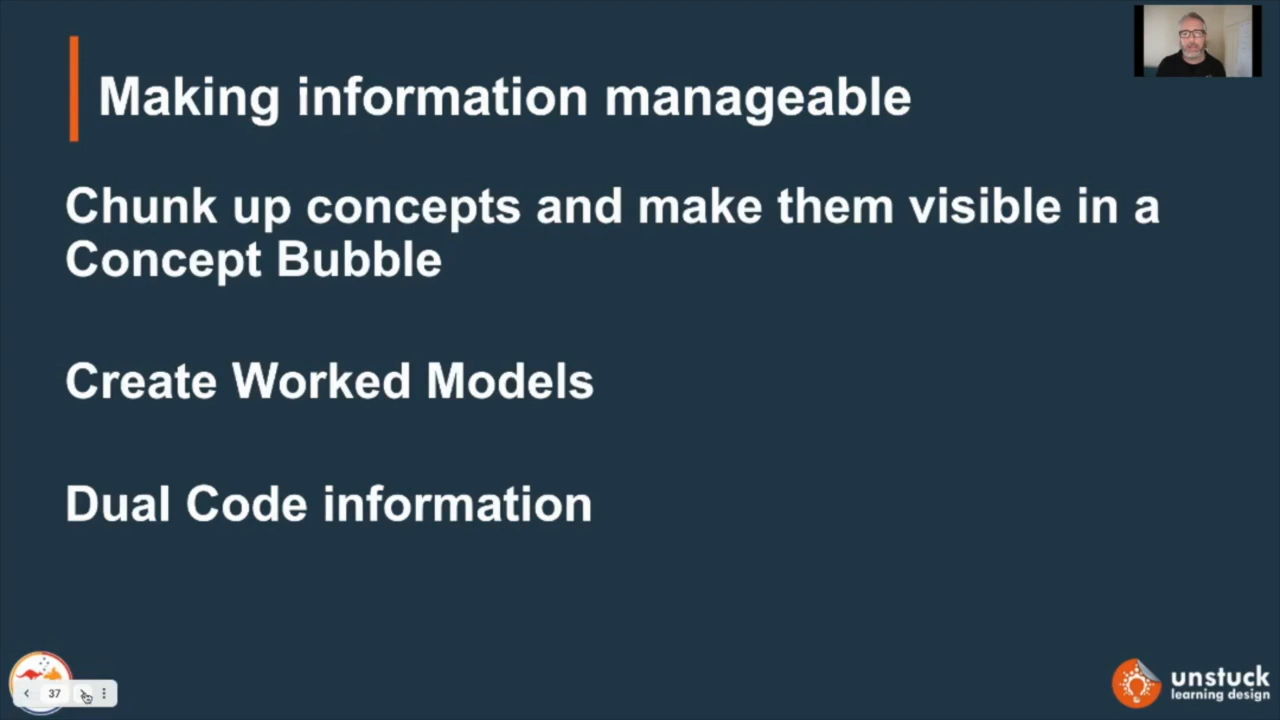 Making information manageable
Chunk up concepts and make them visible in a
Concept Bubble
Create Worked Models
Dual Code information
37
unstuck
learning design